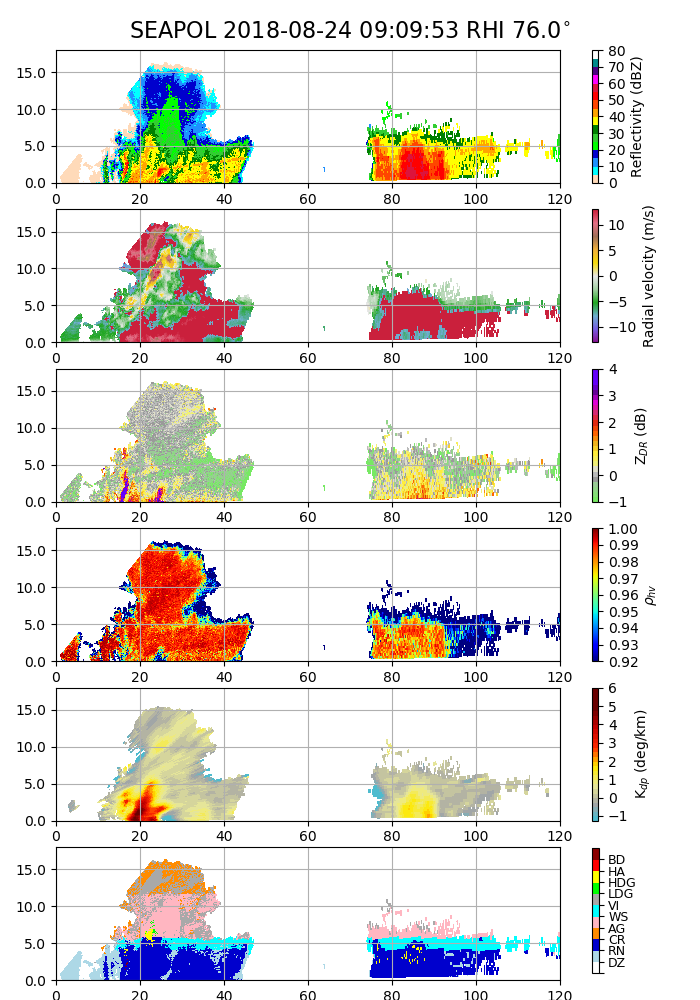 SEAPOL 2018-08-24 09:09:53 RHI 76.0°
15.0
10.0
5.0
0.0
0 20 40 60 80 100 120
80
70
60
50
40
30
20
10
0
Reflectivity (dBZ)
15.0
10.0
5.0
0.0
0 20 40 60 80 100 120
10
5
0
−5
−10
Radial velocity (m/s)
15.0
10.0
5.0
0.0
0 20 40 60 80 100 120
4
3
2
1
0
−1
Z_DR (dB)
15.0
10.0
5.0
0.0
0 20 40 60 80 100 120
1.00
0.99
0.98
0.97
0.96
0.95
0.94
0.93
0.92
ρ_hv
15.0
10.0
5.0
0.0
0 20 40 60 80 100 120
6
5
4
3
2
1
0
−1
K_dp (deg/km)
15.0
10.0
5.0
0.0
0 20 40 60 80 100 120
BD
HA
HDG
LDG
VI
WS
AG
CR
RN
DZ